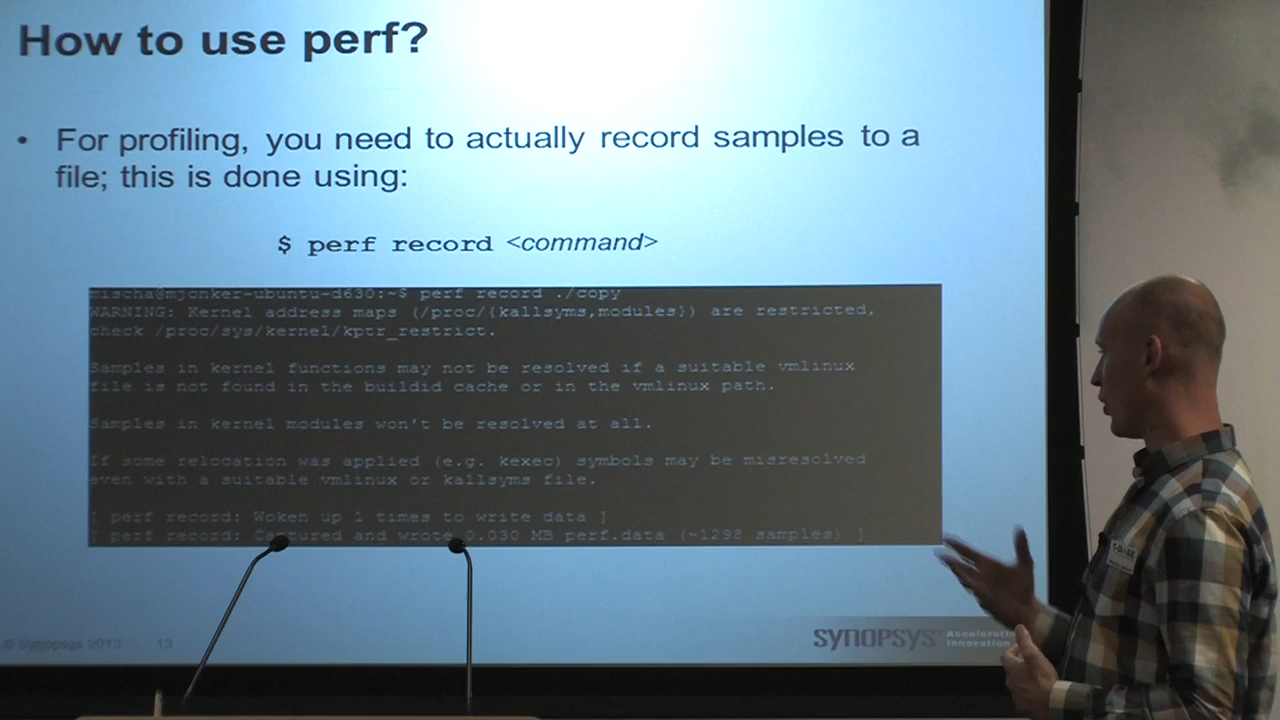 How to use perf?
• For profiling, you need to actually record samples to a
file; this is done using:
$ perf record <command>
mischa@mjonker-ubuntu-d630:~$ perf record ./copy
WARNING: Kernel address maps (/proc/{kallsyms,modules}) are restricted,
check /proc/sys/kernel/kptr_restrict.
Samples in kernel functions may not be resolved if a suitable vmlinux
file is not found in the buildid cache or in the vmlinux path.
Samples in kernel modules won't be resolved at all.
If some relocation was applied (e.g. kexec) symbols may be misresolved
even with a suitable vmlinux or kallsyms file.
[ perf record: Woken up 1 times to write data ]
[ perf record: Captured and wrote 0.030 MB perf.data (~1298 samples) ]
© Synopsys 2013 13
SYNOPSYS
Accelerating
Innovation
T-DOSE